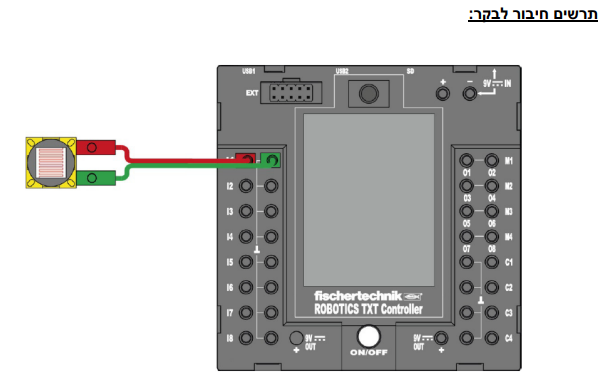 תרשים חיבור לבקר:
USB1 USB2 SD
EXT + − 9V IN
M1
O1 O2
I2 M2
O3 O4
I3 M3
O5 O6
I4 M4
O7 O8
I5 C1
I6 C2
fischertechnik
ROBOTICS TXT Controller
I7 C3
I8 9V OUT + ON/OFF 9V OUT + C4